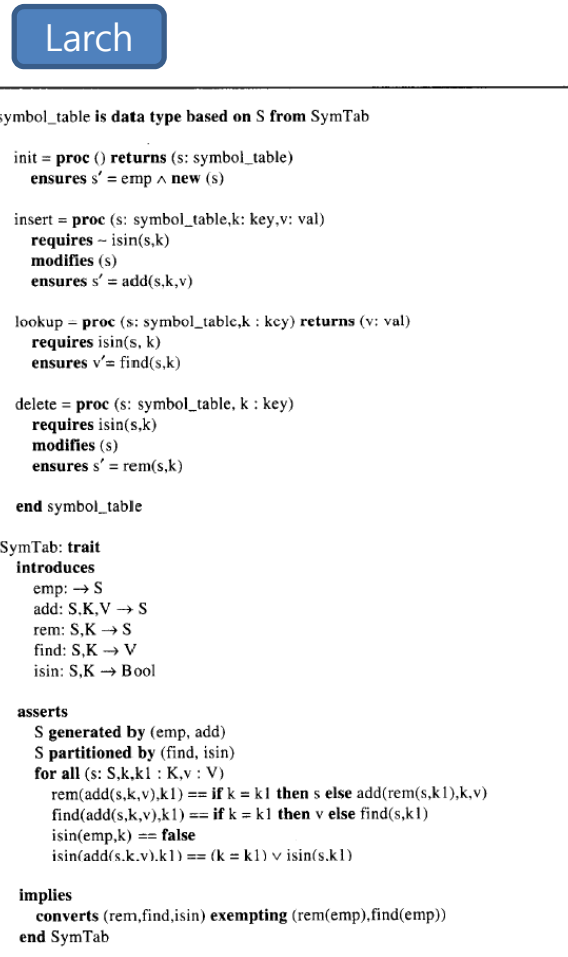 Larch
symbol_table is data type based on S from SymTab
init = proc () returns (s: symbol_table)
ensures s′ = emp ∧ new (s)
insert = proc (s: symbol_table,k: key,v: val)
requires ~ isin(s,k)
modifies (s)
ensures s′ = add(s,k,v)
lookup = proc (s: symbol_table,k : key) returns (v: val)
requires isin(s, k)
ensures v′= find(s,k)
delete = proc (s: symbol_table, k : key)
requires isin(s,k)
modifies (s)
ensures s′ = rem(s,k)
end symbol_table
SymTab: trait
introduces
emp: → S
add: S,K,V → S
rem: S,K → S
find: S,K → V
isin: S,K → Bool
asserts
S generated by (emp, add)
S partitioned by (find, isin)
for all (s: S,k,k1 : K,v : V)
rem(add(s,k,v),k1) == if k = k1 then s else add(rem(s,k1),k,v)
find(add(s,k,v),k1) == if k = k1 then v else find(s,k1)
isin(emp,k) == false
isin(add(s,k,v),k1) == (k = k1) ∨ isin(s,k1)
implies
converts (rem,find,isin) exempting (rem(emp),find(emp))
end SymTab